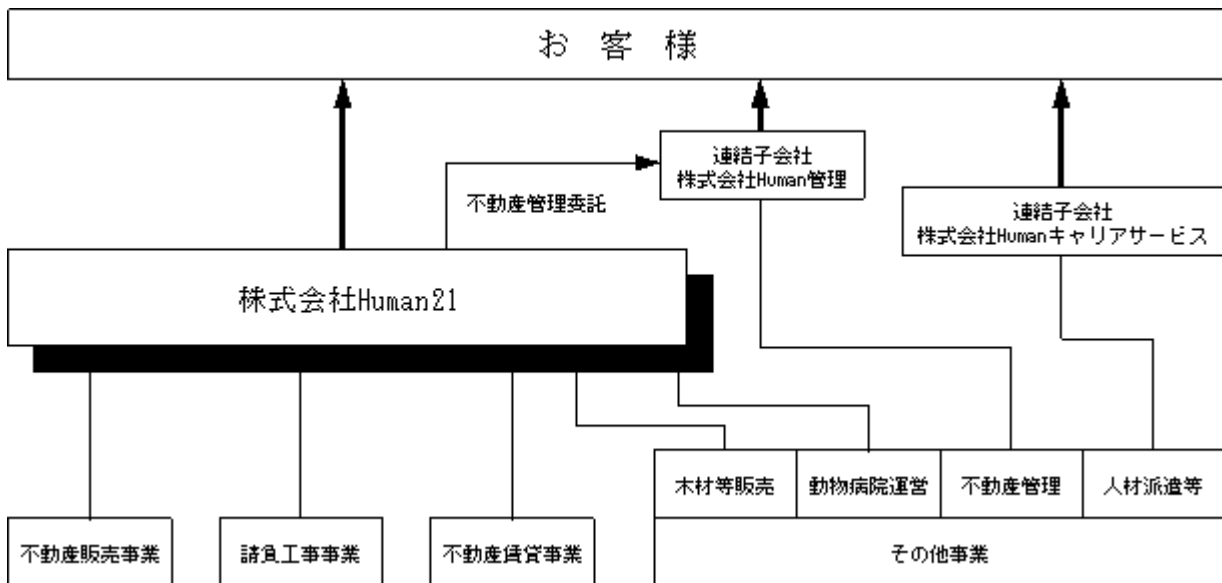 お 客 様
連結子会社
株式会社Human管理
不動産管理委託
連結子会社
株式会社Humanキャリアサービス
株式会社Human21
木材等販売
動物病院運営
不動産管理
人材派遣等
不動産販売事業
請負工事事業
不動産賃貸事業
その他事業